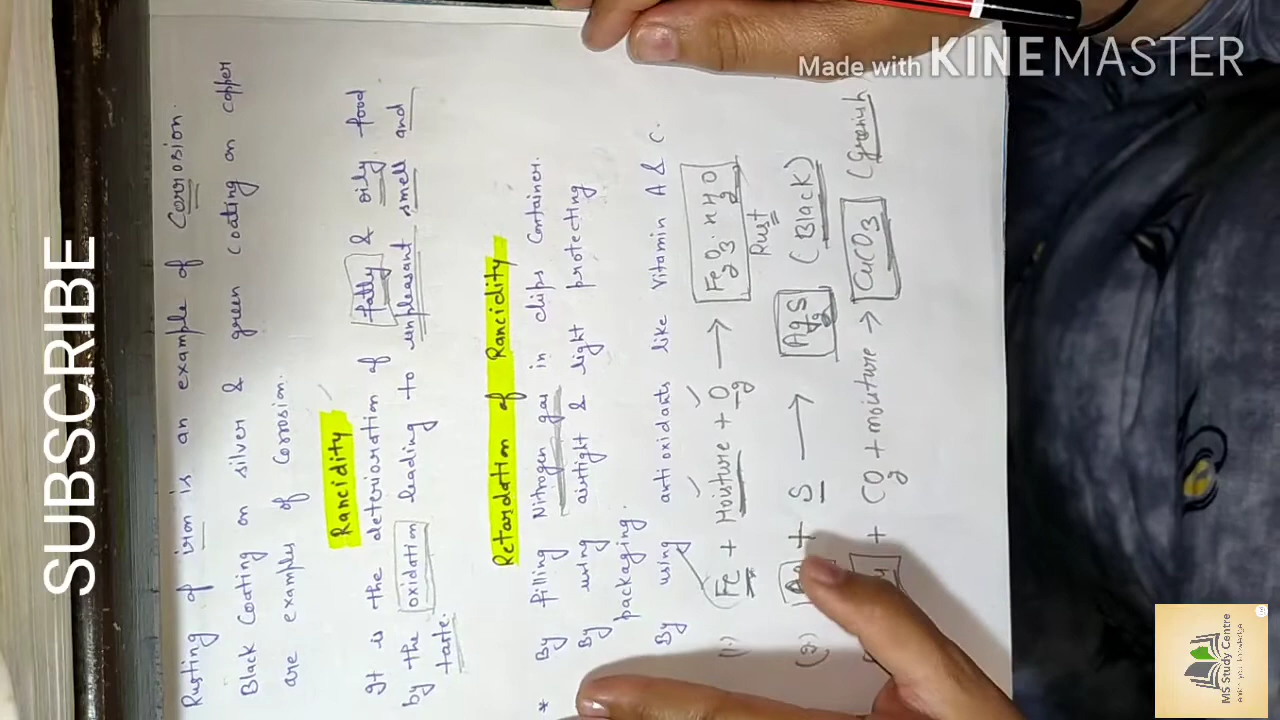 Rusting of iron is an example of Corrosion.
Black Coating on silver & green coating on copper
are examples of Corrosion.
Rancidity
It is the deterioration of fatty & oily food
by the oxidation leading to unpleasant smell and
taste.
Retardation of Rancidity
* By filling Nitrogen gas in chips Container.
By using airtight & light protecting
packaging.
By using antioxidants like Vitamin A & C.
(1.) Fe + Moisture + O2 → Fe2O3.xH2O
Rust
(2.) + S → Ag2S (Black)
+ CO2 + moisture → CuCO3 (Greenish
SUBSCRIBE
Made with KINEMASTER
MS Study Centre